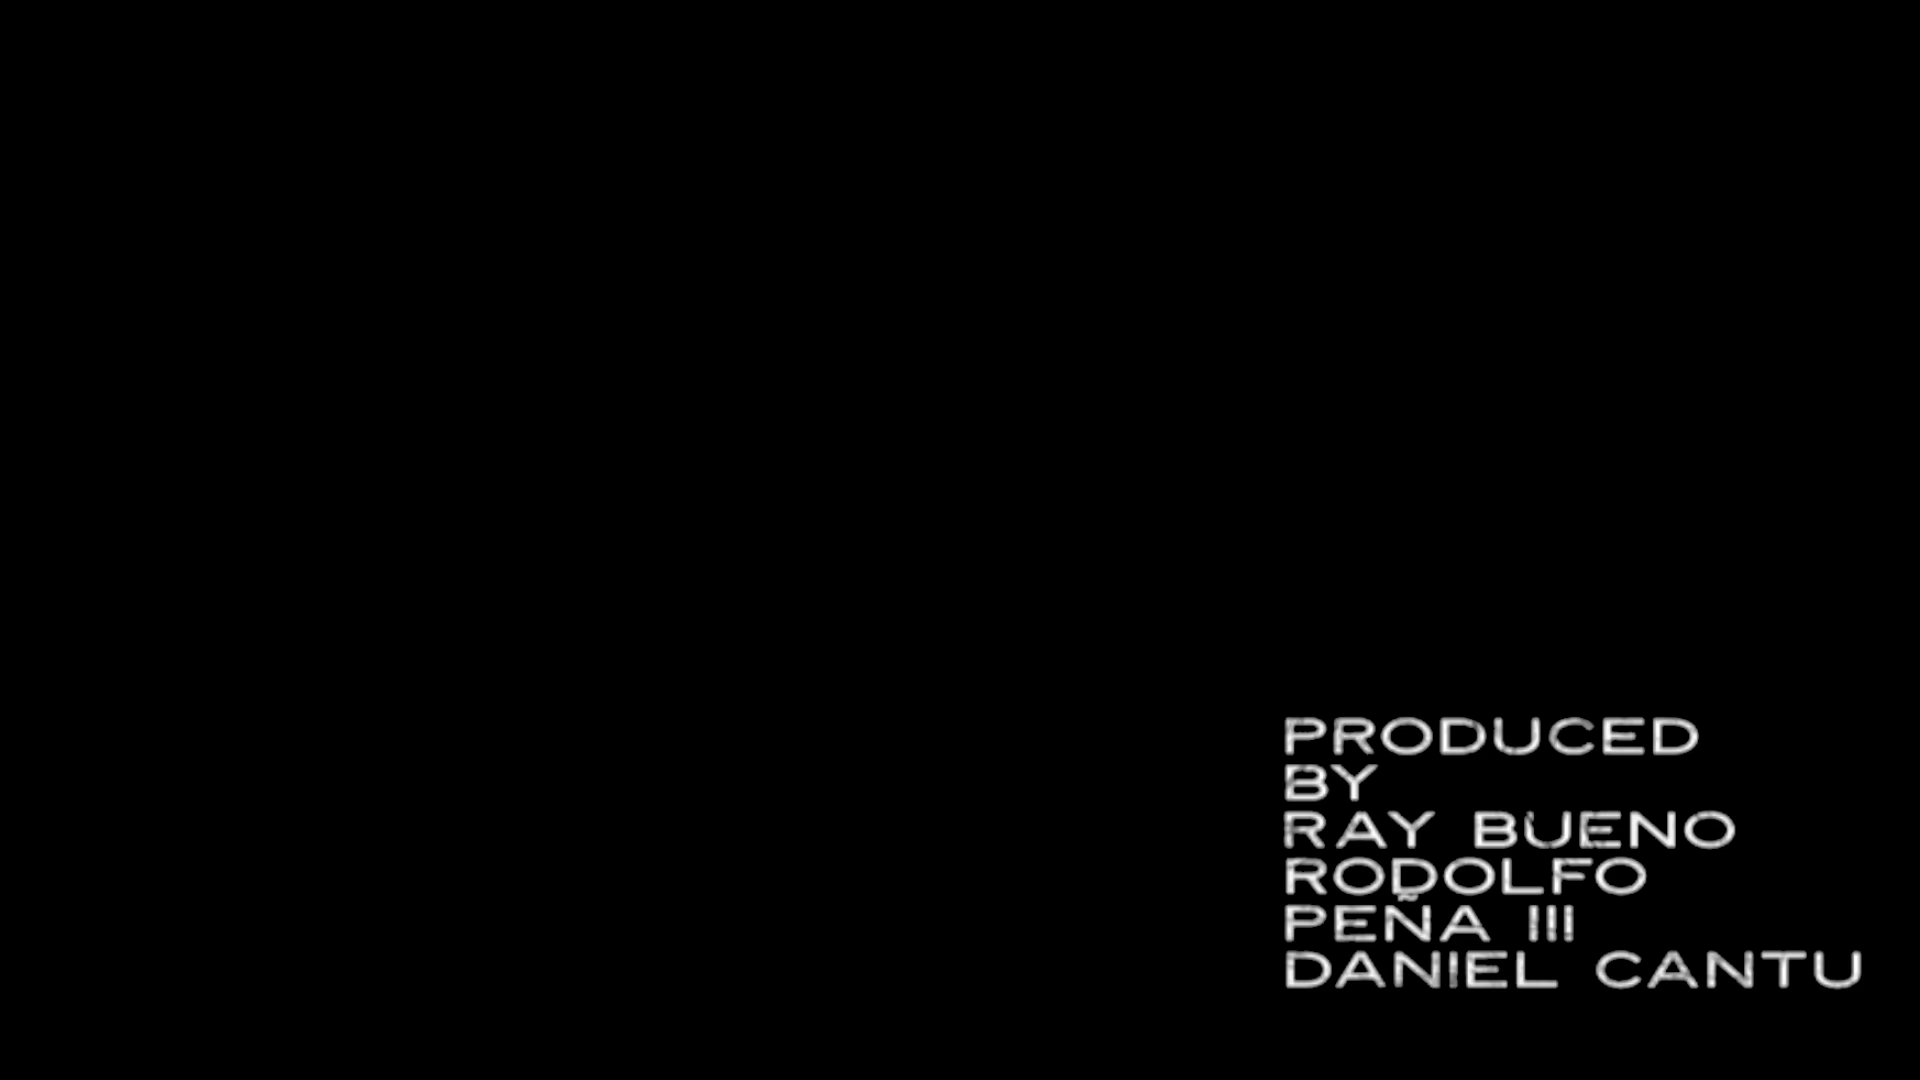 PRODUCED
BY
RAY BUENO
RODOLFO
PEÑA III
DANIEL CANTU